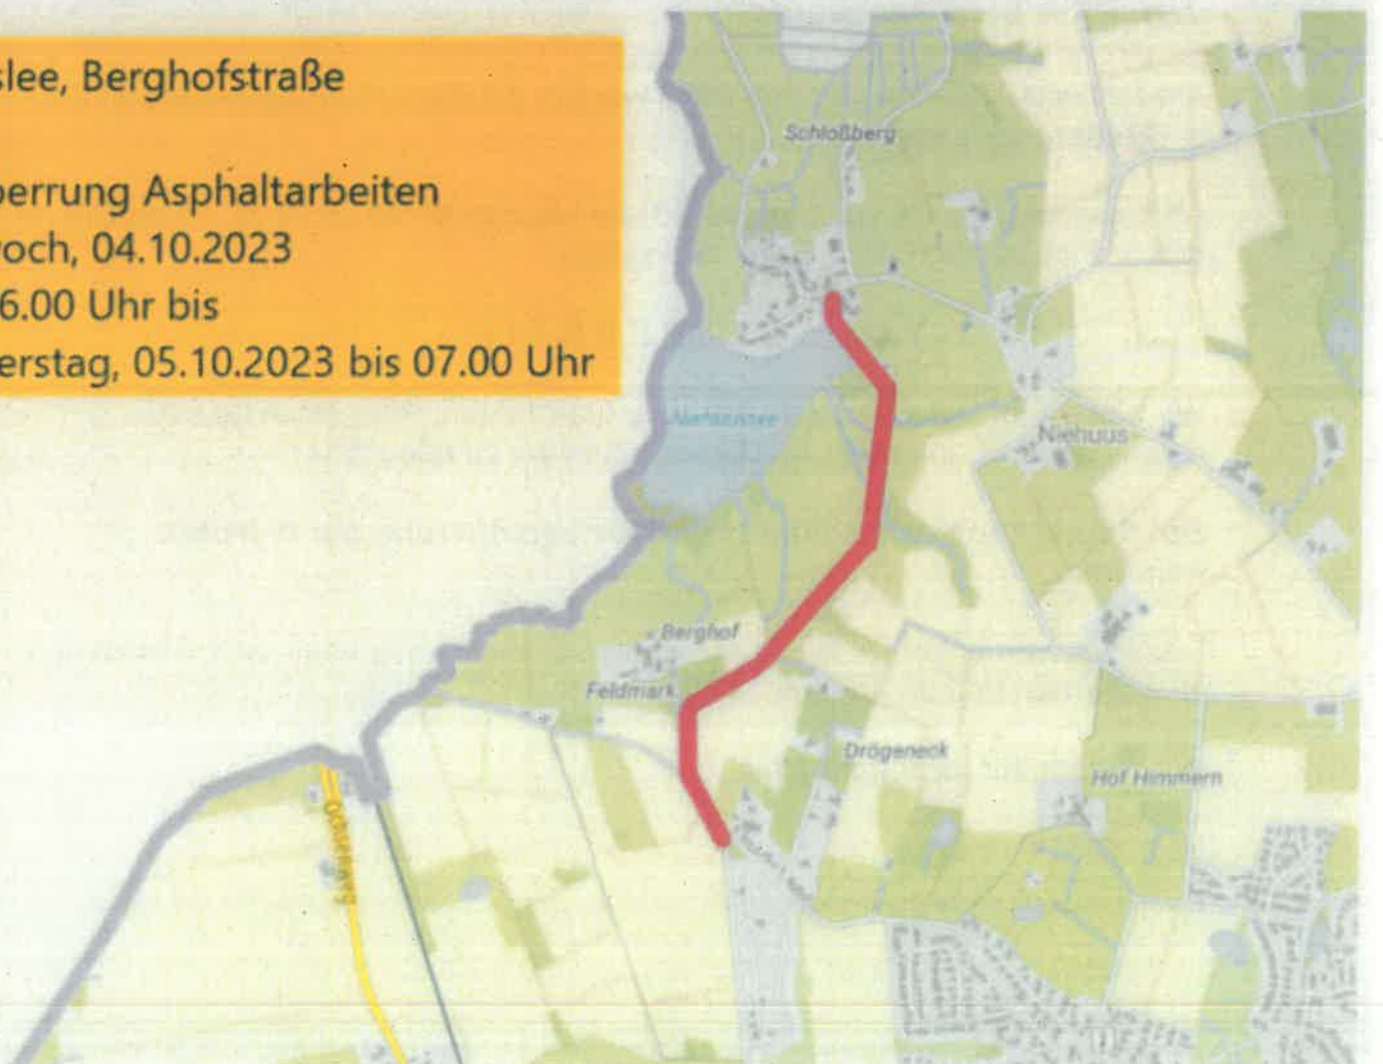 slee, Berghofstraße
perrung Asphaltarbeiten
och, 04.10.2023
6.00 Uhr bis
erstag, 05.10.2023 bis 07.00 Uhr
Schloßberg
Niehuus
Berghof
Feldmark
Drögeneck
Hof Himmern
Ochsenweg